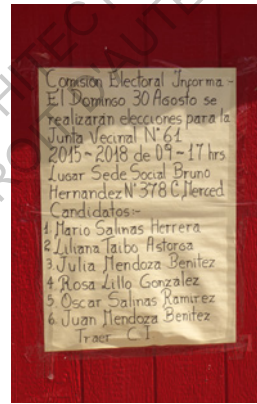 Comisión Electoral Informa-
El Domingo 30 Agosto se
realizarán elecciones para la
Junta Vecinal N°61
2015~2018 de 09~17 hrs
Lugar Sede Social Bruno
Hernandez N°378 C, Merced
Candidatos:-
1. Mario Salinas Herrera
2 Liliana Taibo Astorga
3. Julia Mendoza Benitez
4 Rosa Lillo Gonzalez
5. Oscar Salinas Ramirez
6. Juan Mendoza Benitez
Traer C I